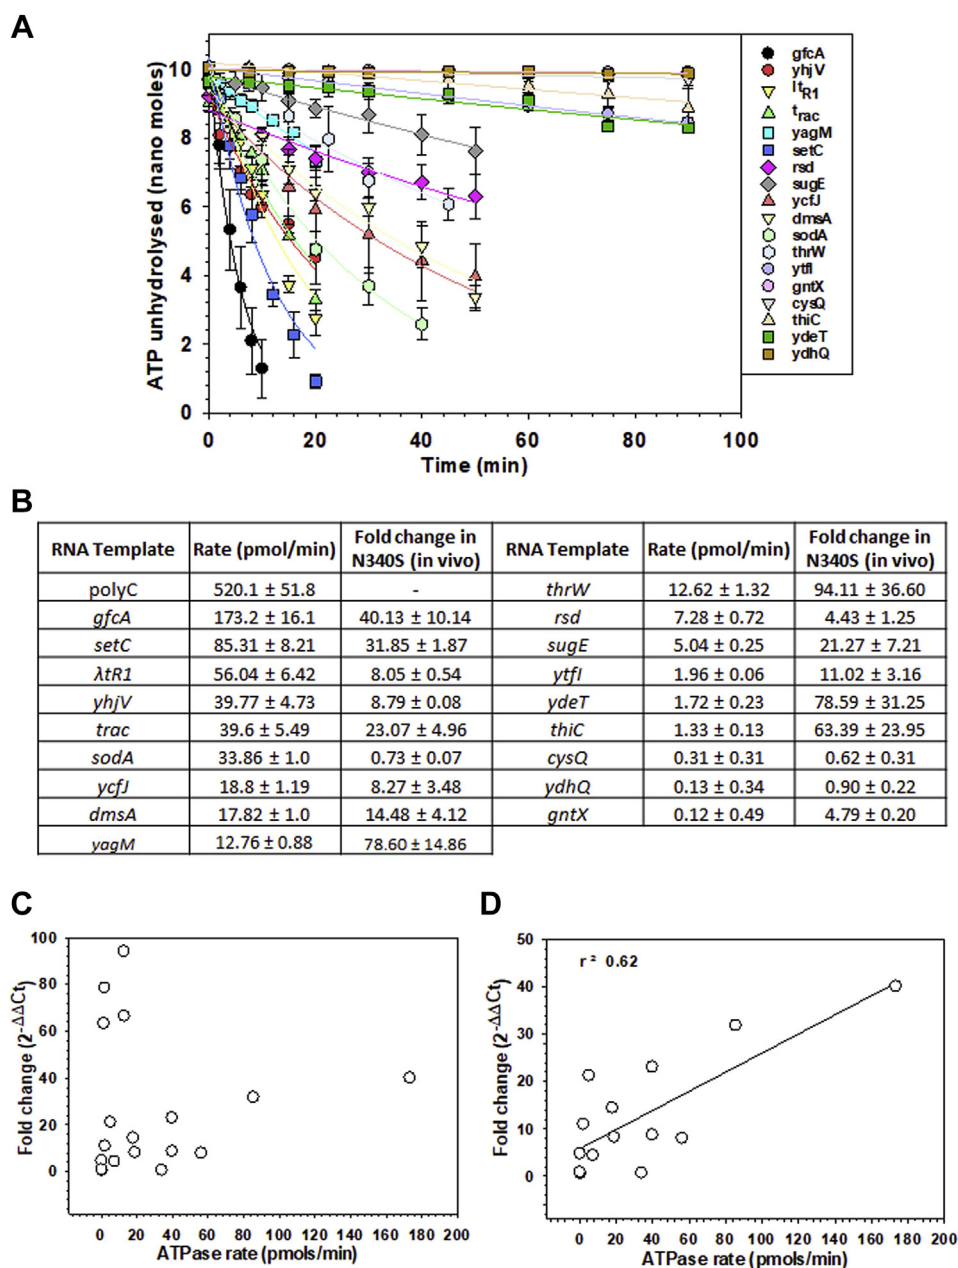 A
ATP unhydrolysed (nano moles)
10
8
6
4
2
0
0 20 40 60 80 100
Time (min)
gfcA
yhjV
ltR1
trac
yagM
setC
rsd
sugE
ycfJ
dmsA
sodA
thrW
ytfI
gntX
cysQ
thiC
ydeT
ydhQ
B
RNA Template Rate (pmol/min) Fold change in N340S (in vivo) RNA Template Rate (pmol/min) Fold change in N340S (in vivo)
polyC 520.1 ± 51.8 - thrW 12.62 ± 1.32 94.11 ± 36.60
gfcA 173.2 ± 16.1 40.13 ± 10.14 rsd 7.28 ± 0.72 4.43 ± 1.25
setC 85.31 ± 8.21 31.85 ± 1.87 sugE 5.04 ± 0.25 21.27 ± 7.21
λtR1 56.04 ± 6.42 8.05 ± 0.54 ytfI 1.96 ± 0.06 11.02 ± 3.16
yhjV 39.77 ± 4.73 8.79 ± 0.08 ydeT 1.72 ± 0.23 78.59 ± 31.25
trac 39.6 ± 5.49 23.07 ± 4.96 thiC 1.33 ± 0.13 63.39 ± 23.95
sodA 33.86 ± 1.0 0.73 ± 0.07 cysQ 0.31 ± 0.31 0.62 ± 0.31
ycfJ 18.8 ± 1.19 8.27 ± 3.48 ydhQ 0.13 ± 0.34 0.90 ± 0.22
dmsA 17.82 ± 1.0 14.48 ± 4.12 gntX 0.12 ± 0.49 4.79 ± 0.20
yagM 12.76 ± 0.88 78.60 ± 14.86
C
Fold change (2^-ΔΔCt)
100
80
60
40
20
0
0 20 40 60 80 100 120 140 160 180 200
ATPase rate (pmols/min)
D
Fold change (2^-ΔΔCt)
50
40
30
20
10
0
r² 0.62
0 20 40 60 80 100 120 140 160 180 200
ATPase rate (pmols/min)